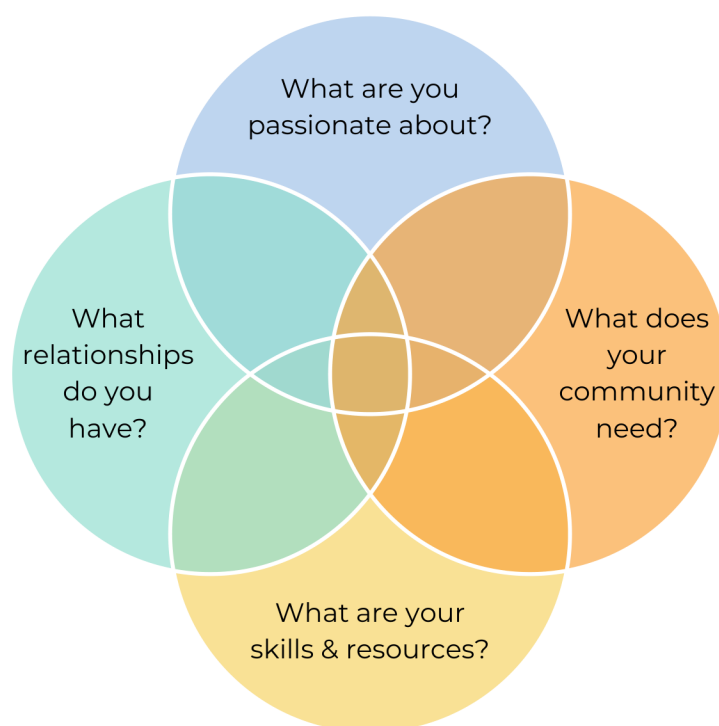 What are you
passionate about?
What
relationships
do you
have?
What does
your
community
need?
What are your
skills & resources?